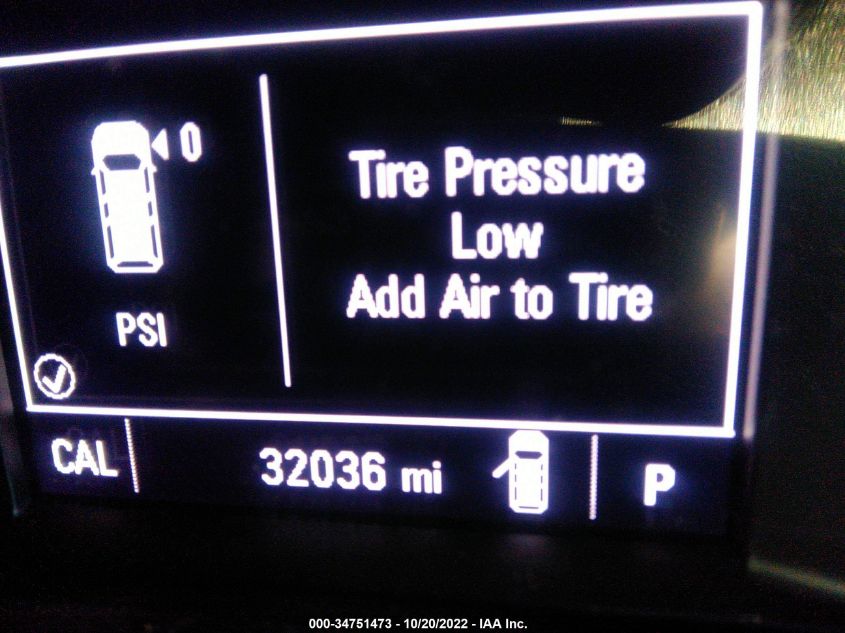 0
PSI
Tire Pressure
Low
Add Air to Tire
CAL 32036 mi P
000-34751473 - 10/20/2022 - IAA Inc.